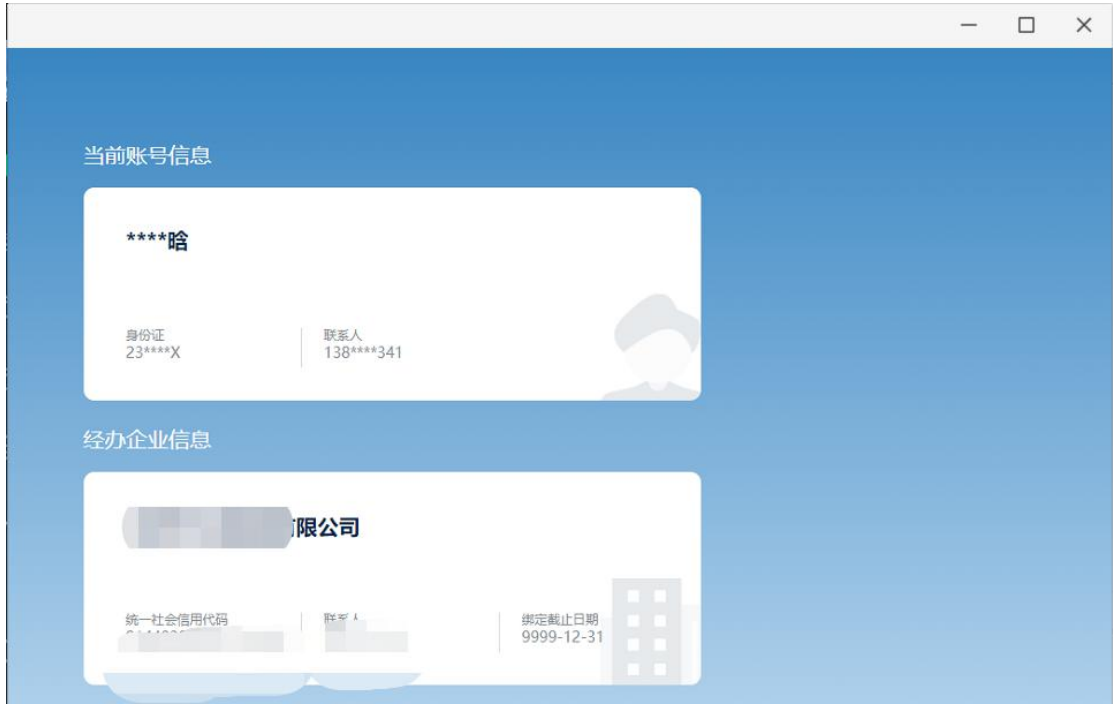 当前账号信息
****晗
身份证
联系人
23****X
138****341
经办企业信息
限公司
统一社会信用代码
绑定截止日期
9999-12-31